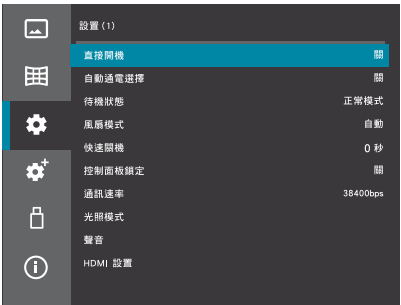 設置 (1)
直接開機 關
自動通電選擇 關
待機狀態 正常模式
風扇模式 自動
快速關機 0 秒
控制面板鎖定 關
通訊速率 38400bps
光照模式
聲音
HDMI 設置